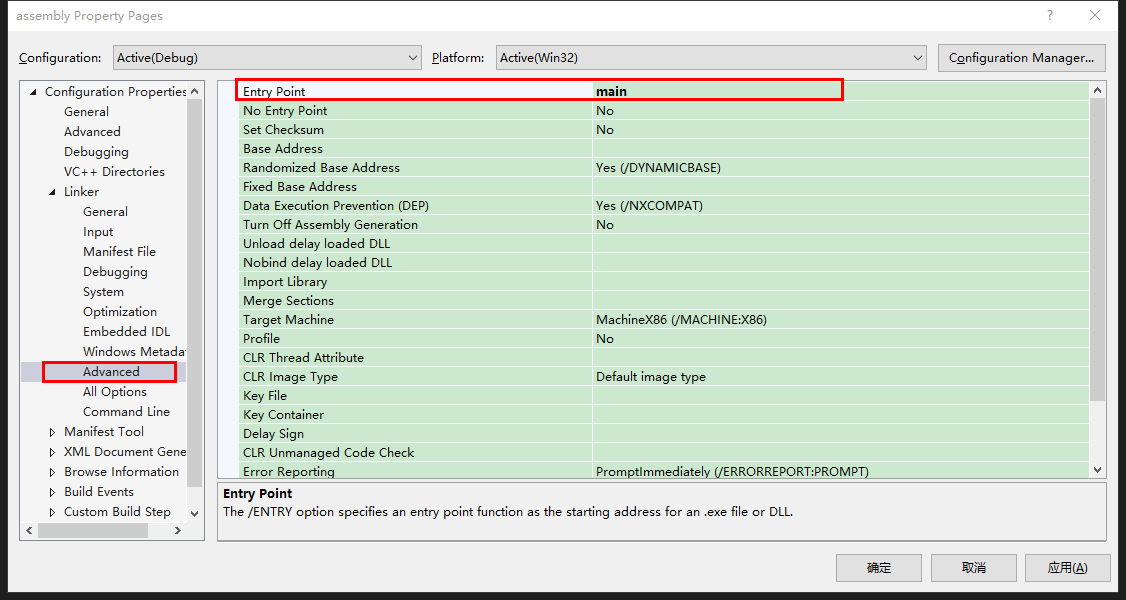 assembly Property Pages
?
Configuration: Active(Debug) Platform: Active(Win32) Configuration Manager...
Configuration Properties
General
Advanced
Debugging
VC++ Directories
Linker
General
Input
Manifest File
Debugging
System
Optimization
Embedded IDL
Windows Metadat
Advanced
All Options
Command Line
Manifest Tool
XML Document Gene
Browse Information
Build Events
Custom Build Step
Entry Point main
No Entry Point No
Set Checksum No
Base Address
Randomized Base Address Yes (/DYNAMICBASE)
Fixed Base Address
Data Execution Prevention (DEP) Yes (/NXCOMPAT)
Turn Off Assembly Generation No
Unload delay loaded DLL
Nobind delay loaded DLL
Import Library
Merge Sections
Target Machine MachineX86 (/MACHINE:X86)
Profile No
CLR Thread Attribute
CLR Image Type Default image type
Key File
Key Container
Delay Sign
CLR Unmanaged Code Check
Error Reporting PromptImmediately (/ERRORREPORT:PROMPT)
Entry Point
The /ENTRY option specifies an entry point function as the starting address for an .exe file or DLL.
确定 取消 应用(A)